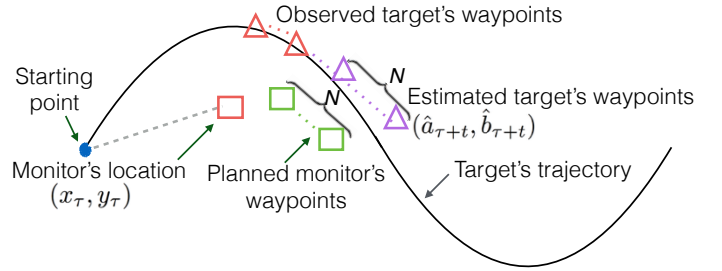 Observed target's waypoints
Starting
point
N
N
Estimated target's waypoints
(â_{τ+t}, b̂_{τ+t})
Monitor's location
(x_τ, y_τ)
Planned monitor's
waypoints
Target's trajectory